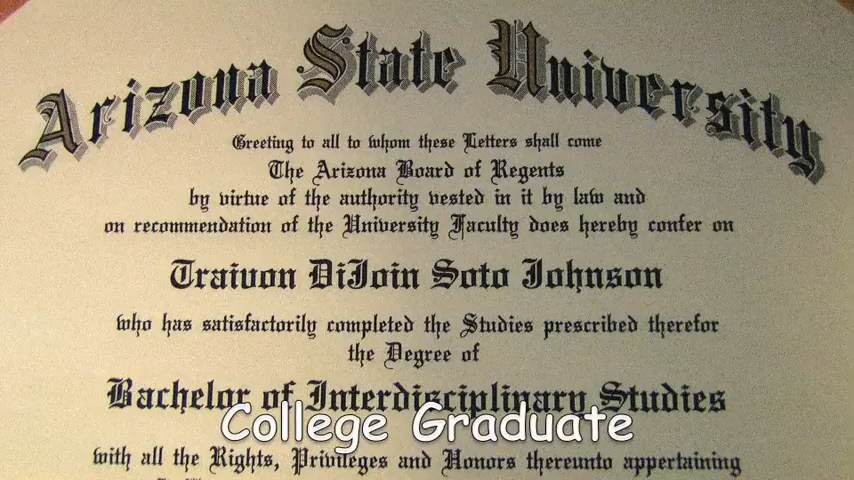 Arizona State University
Greeting to all to whom these Letters shall come
The Arizona Board of Regents
by virtue of the authority vested in it by law and
on recommendation of the University Faculty does hereby confer on
Traivon DiJoin Soto Johnson
who has satisfactorily completed the Studies prescribed therefor
the Degree of
Bachelor of Interdisciplinary Studies
College Graduate
with all the Rights, Privileges and Honors thereunto appertaining